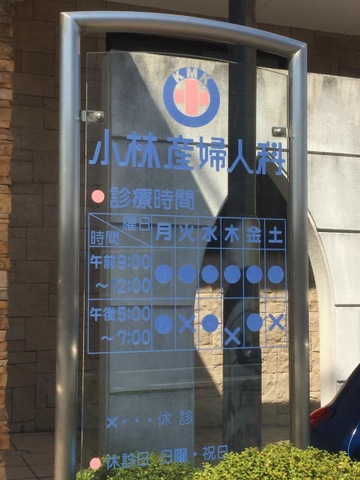 KMK
小林産婦人科
診療時間
曜日 時間 月 火 水 木 金 土
午前9:00～12:00 ● ● ● ● ● ●
午後5:00～7:00 ● × ● × ● ×
×・・・休診
休診日・日曜・祝日